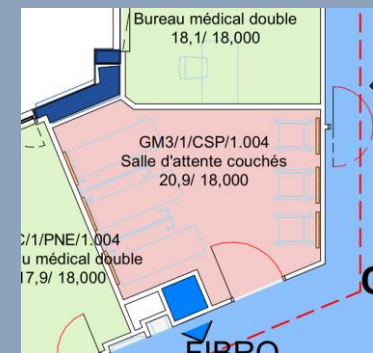 Bureau médical double
18,1/ 18,000
GM3/1/CSP/1.004
Salle d'attente couchés
20,9/ 18,000
/1/PNE/1.004
médical double
17,9/ 18,000